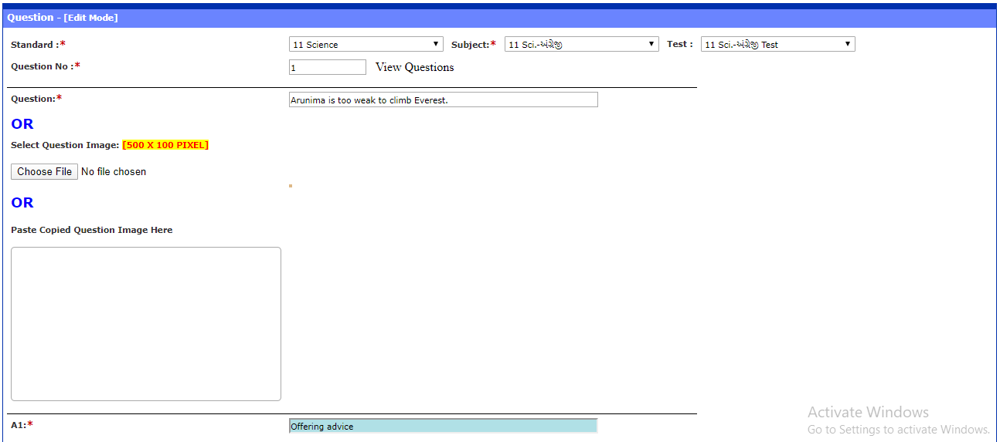 Question - [Edit Mode]
Standard :* 11 Science Subject:* 11 Sci.-અંગ્રેજી Test : 11 Sci.-અંગ્રેજી Test
Question No :* 1 View Questions
Question:* Arunima is too weak to climb Everest.
OR
Select Question Image: [500 X 100 PIXEL]
Choose File No file chosen
OR
Paste Copied Question Image Here
A1:* Offering advice
Activate Windows
Go to Settings to activate Windows.